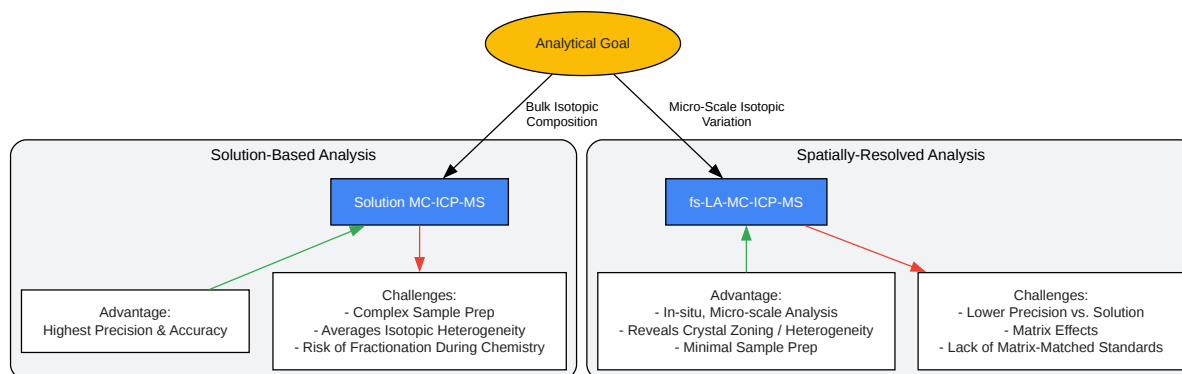 Analytical Goal
Bulk Isotopic
Composition
Micro-Scale Isotopic
Variation
Solution-Based Analysis
Solution MC-ICP-MS
Advantage:
Highest Precision & Accuracy
Challenges:
- Complex Sample Prep
- Averages Isotopic Heterogeneity
- Risk of Fractionation During Chemistry
Spatially-Resolved Analysis
fs-LA-MC-ICP-MS
Advantage:
- In-situ, Micro-scale Analysis
- Reveals Crystal Zoning / Heterogeneity
- Minimal Sample Prep
Challenges:
- Lower Precision vs. Solution
- Matrix Effects
- Lack of Matrix-Matched Standards